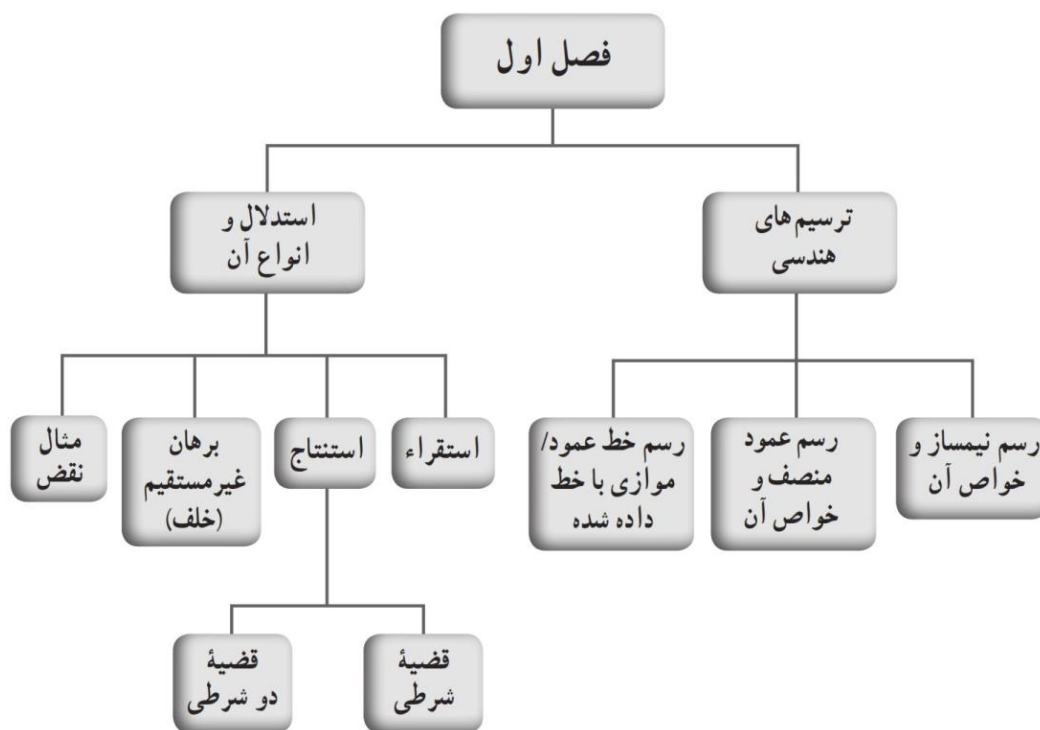 فصل اول
ترسیم‌های
هندسی
استدلال و
انواع آن
رسم نیمساز و
خواص آن
رسم عمود
منصف و
خواص آن
رسم خط عمود/
موازی با خط
داده شده
استقراء
استنتاج
برهان
غیرمستقیم
(خلف)
مثال
نقض
قضیهٔ
شرطی
قضیهٔ
دو شرطی